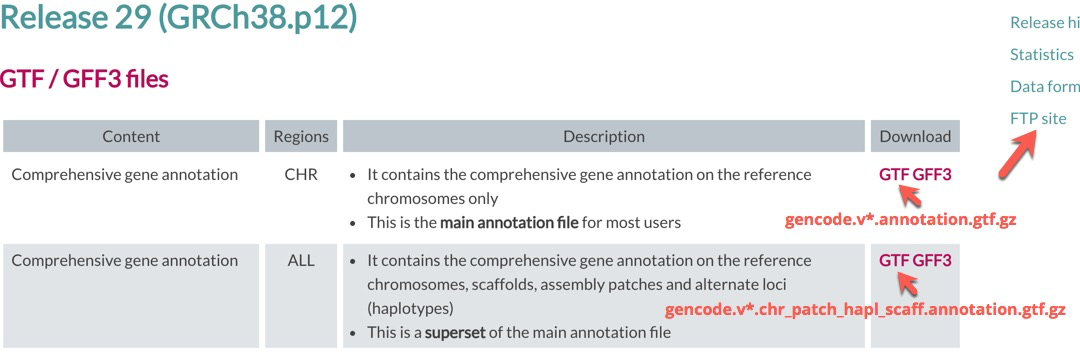 Release 29 (GRCh38.p12)
Release hi
Statistics
Data form
FTP site
GTF / GFF3 files
Content Regions Description Download
Comprehensive gene annotation CHR • It contains the comprehensive gene annotation on the reference GTF GFF3
chromosomes only
• This is the main annotation file for most users
gencode.v*.annotation.gtf.gz
Comprehensive gene annotation ALL • It contains the comprehensive gene annotation on the reference GTF GFF3
chromosomes, scaffolds, assembly patches and alternate loci
(haplotypes)
gencode.v*.chr_patch_hapl_scaff.annotation.gtf.gz
• This is a superset of the main annotation file